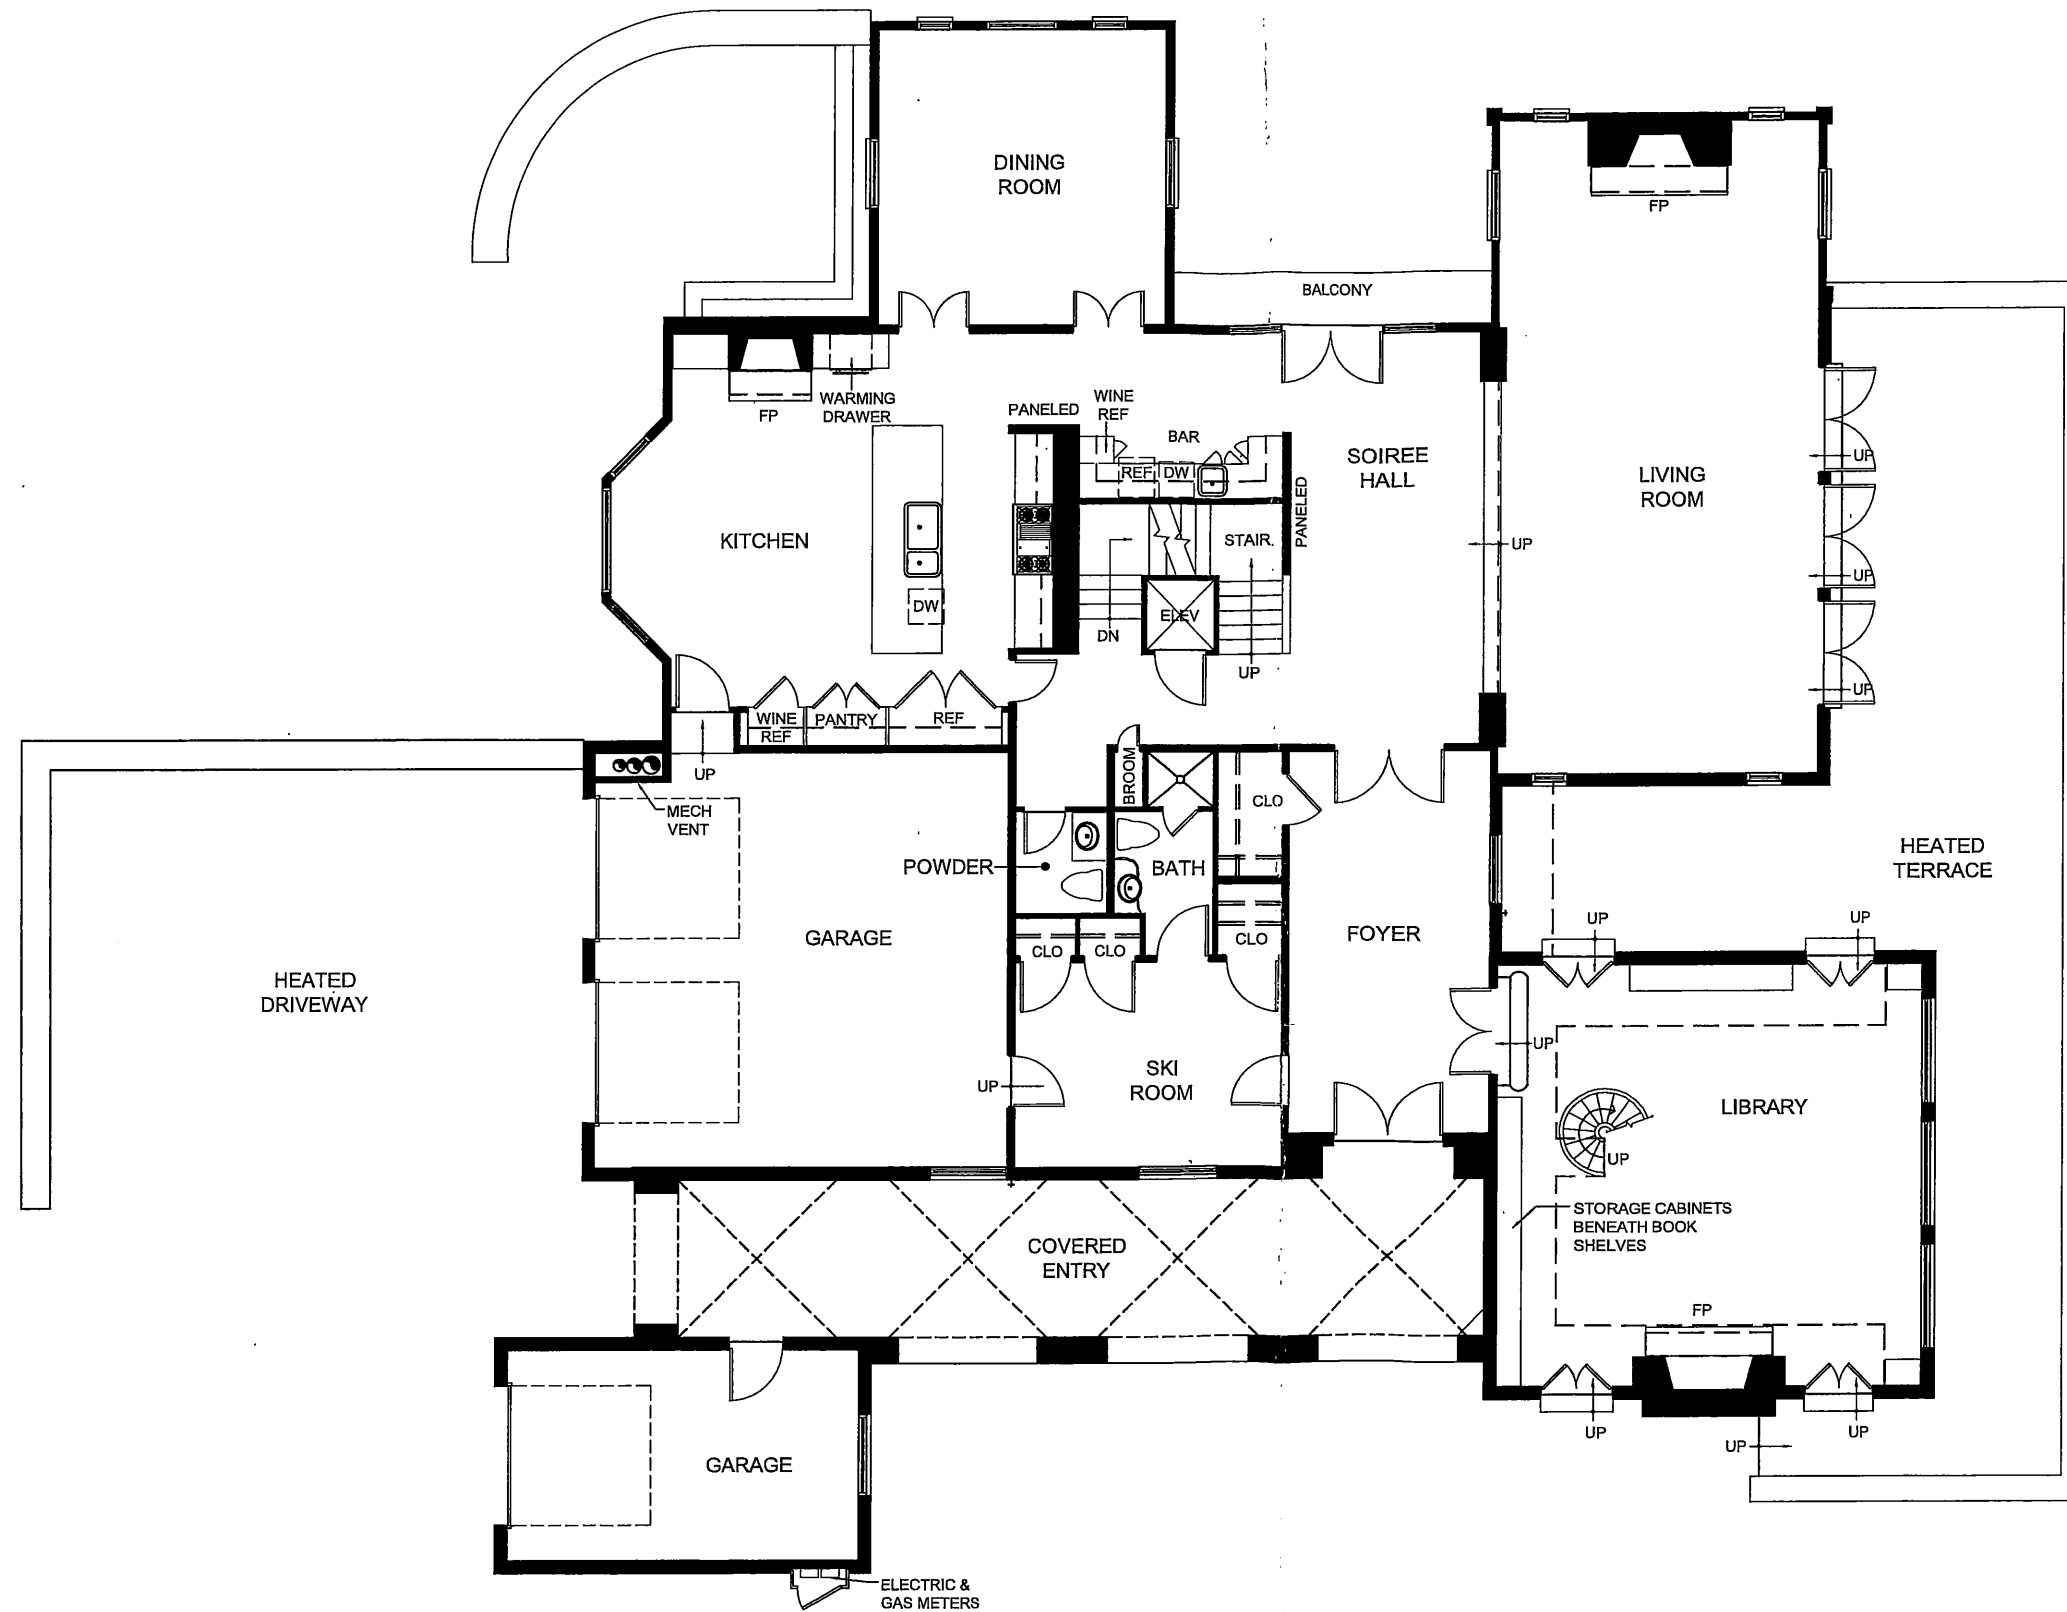 DINING
ROOM
FP
BALCONY
WARMING
DRAWER
FP
PANELED
WINE
REF
BAR
REF
DW
SOIREE
HALL
LIVING
ROOM
UP
PANELED
KITCHEN
STAIR
UP
UP
DW
ELEV
DN
UP
UP
WINE
REF
PANTRY
REF
UP
BROOM
MECH
VENT
CLO
POWDER
BATH
HEATED
TERRACE
GARAGE
CLO
CLO
CLO
FOYER
UP
UP
HEATED
DRIVEWAY
UP
SKI
ROOM
UP
LIBRARY
UP
STORAGE CABINETS
BENEATH BOOK
SHELVES
COVERED
ENTRY
FP
UP
UP
UP
GARAGE
ELECTRIC &
GAS METERS